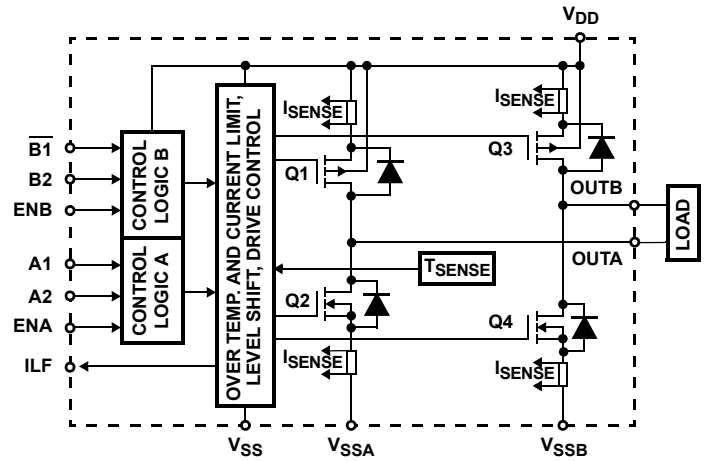 VDD
ISENSE
ISENSE
B1
B2
ENB
CONTROL
LOGIC B
A1
A2
ENA
CONTROL
LOGIC A
ILF
OVER TEMP. AND CURRENT LIMIT,
LEVEL SHIFT, DRIVE CONTROL
Q1
Q3
OUTB
LOAD
OUTA
TSENSE
Q2
Q4
ISENSE
ISENSE
VSS
VSSA
VSSB